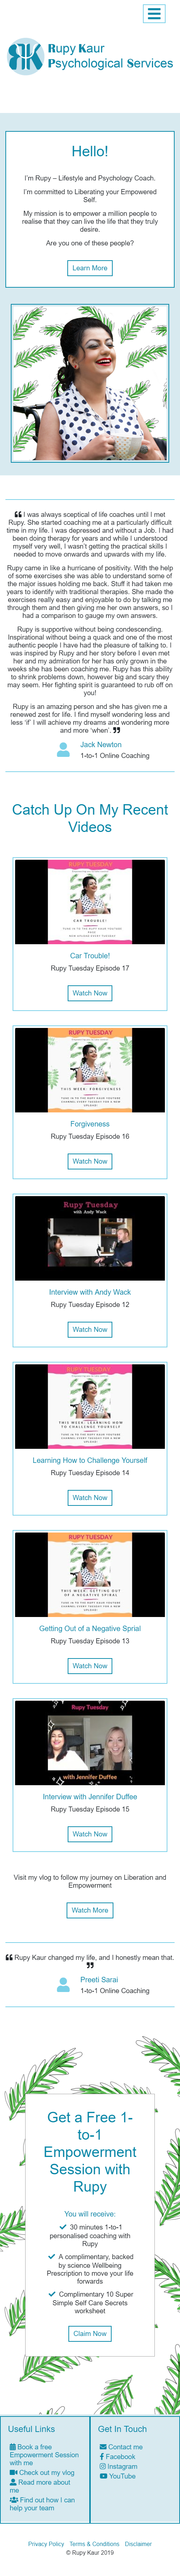 Rupy Kaur
Psychological Services
Hello!
I'm Rupy – Lifestyle and Psychology Coach.
I'm committed to Liberating your Empowered
Self.
My mission is to empower a million people to
realise that they can live the life that they truly
desire.
Are you one of these people?
Learn More
❝ I was always sceptical of life coaches until I met
Rupy. She started coaching me at a particularly difficult
time in my life. I was depressed and without a Job. I had
been doing therapy for years and while I understood
myself very well, I wasn't getting the practical skills I
needed to move onwards and upwards with my life.
Rupy came in like a hurricane of positivity. With the help
of some exercises she was able to understand some of
the major issues holding me back. Stuff it had taken me
years to identify with traditional therapies. She made the
exercises really easy and enjoyable to do by talking me
through them and than giving me her own answers, so I
had a comparison to gauge my own answers.
Rupy is supportive without being condescending.
Inspirational without being a quick fix and one of the most
authentic people I have had the pleasure of talking to. I
was inspired by Rupy and her story before I even met
her and my admiration for her has only grown in the
months she has been coaching me. Rupy has this ability
to shrink problems down, however big and scary they
may seem. Her fighting spirit is guaranteed to rub off on
you!
Rupy is an amazing person and she has given me a
renewed zest for life. I find myself wondering less and
less 'if' I will achieve my dreams and wondering more
and more 'when'. ❞
Jack Newton
1-to-1 Online Coaching
Catch Up On My Recent
Videos
RUPY TUESDAY
CAR TROUBLE!
Car Trouble!
Rupy Tuesday Episode 17
Watch Now
RUPY TUESDAY
THIS WEEK: FORGIVENESS
Forgiveness
Rupy Tuesday Episode 16
Watch Now
Rupy Tuesday
with Andy Wack
Interview with Andy Wack
Rupy Tuesday Episode 12
Watch Now
RUPY TUESDAY
THIS WEEK: LEARNING HOW
TO CHALLENGE YOURSELF
Learning How to Challenge Yourself
Rupy Tuesday Episode 14
Watch Now
RUPY TUESDAY
THIS WEEK: GETTING OUT
OF A NEGATIVE SPIRAL
Getting Out of a Negative Sprial
Rupy Tuesday Episode 13
Watch Now
Rupy Tuesday
with Jennifer Duffee
Interview with Jennifer Duffee
Rupy Tuesday Episode 15
Watch Now
Visit my vlog to follow my journey on Liberation and
Empowerment
Watch More
❝ Rupy Kaur changed my life, and I honestly mean that.
❞
Preeti Sarai
1-to-1 Online Coaching
Get a Free 1-
to-1
Empowerment
Session with
Rupy
You will receive:
30 minutes 1-to-1
personalised coaching with
Rupy
A complimentary, backed
by science Wellbeing
Prescription to move your life
forwards
Complimentary 10 Super
Simple Self Care Secrets
worksheet
Claim Now
Useful Links
Book a free
Empowerment Session
with me
Check out my vlog
Read more about
me
Find out how I can
help your team
Get In Touch
Contact me
Facebook
Instagram
YouTube
Privacy Policy Terms & Conditions Disclaimer
© Rupy Kaur 2019